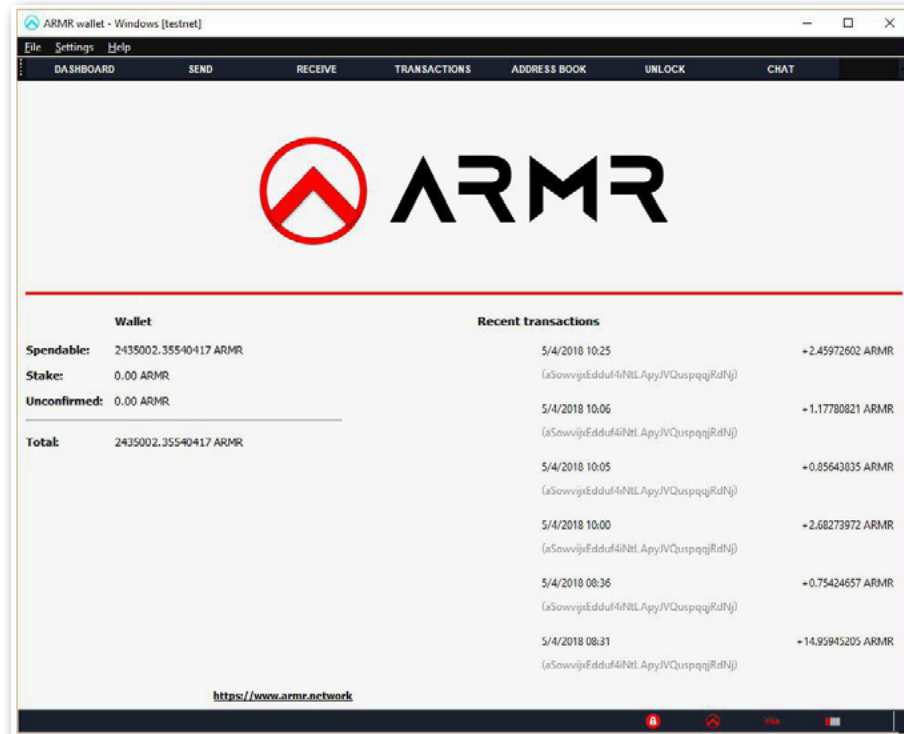 ARMR wallet - Windows [testnet]
File Settings Help
DASHBOARD SEND RECEIVE TRANSACTIONS ADDRESS BOOK UNLOCK CHAT
ARMR
Wallet
Spendable: 2435002.35540417 ARMR
Stake: 0.00 ARMR
Unconfirmed: 0.00 ARMR
Total: 2435002.35540417 ARMR
Recent transactions
5/4/2018 10:25 +2.45972602 ARMR
5/4/2018 10:06 +1.17780821 ARMR
5/4/2018 10:05 +0.85643835 ARMR
5/4/2018 10:00 +2.68273972 ARMR
5/4/2018 08:36 +0.75424657 ARMR
5/4/2018 08:31 +14.95945205 ARMR
https://www.armr.network